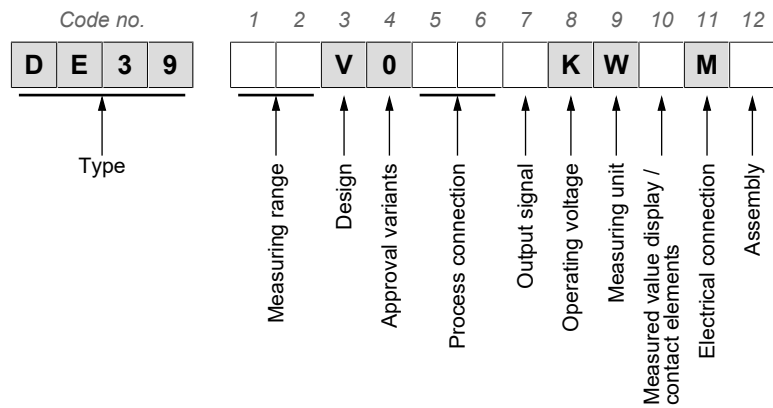 Code no. 1 2 3 4 5 6 7 8 9 10 11 12
D E 3 9 V 0 K W M
Type
Measuring range
Design
Approval variants
Process connection
Output signal
Operating voltage
Measuring unit
Measured value display /
contact elements
Electrical connection
Assembly